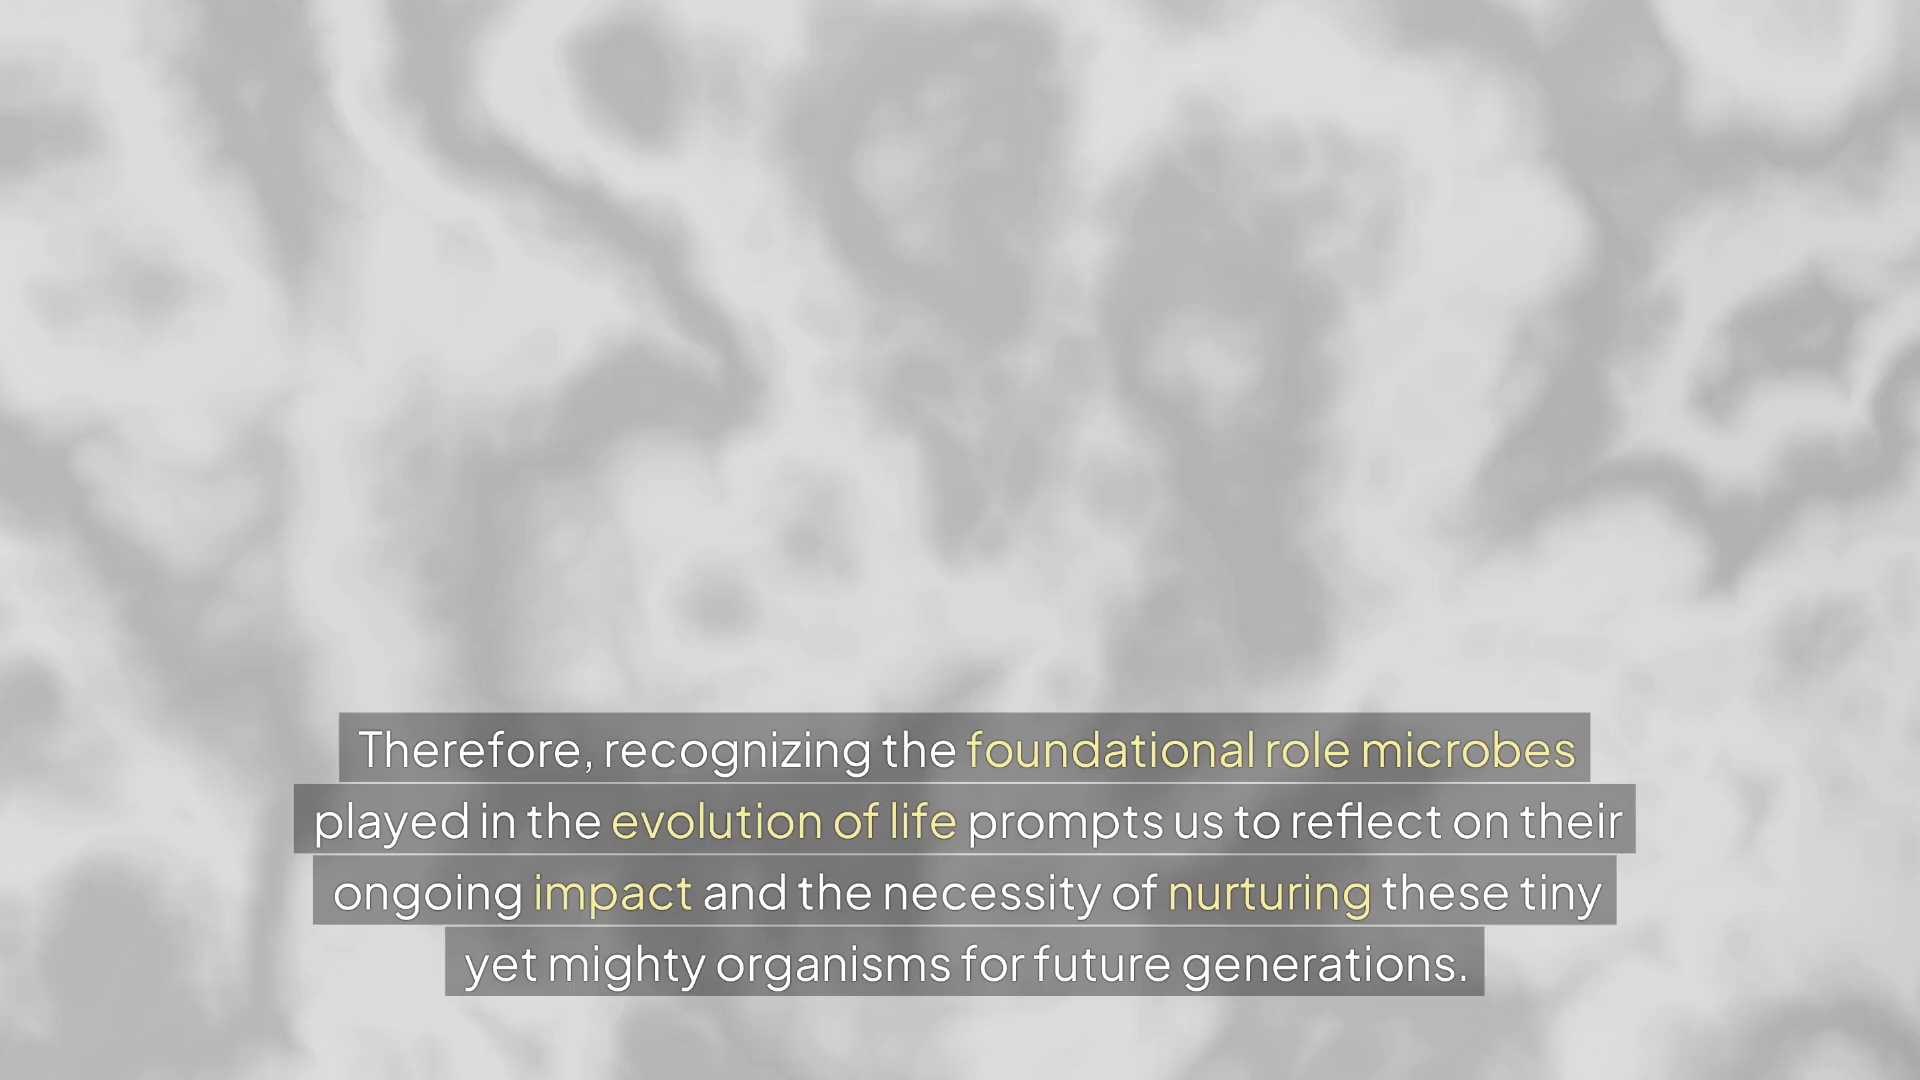 Therefore, recognizing the foundational role microbes
played in the evolution of life prompts us to reflect on their
ongoing impact and the necessity of nurturing these tiny
yet mighty organisms for future generations.